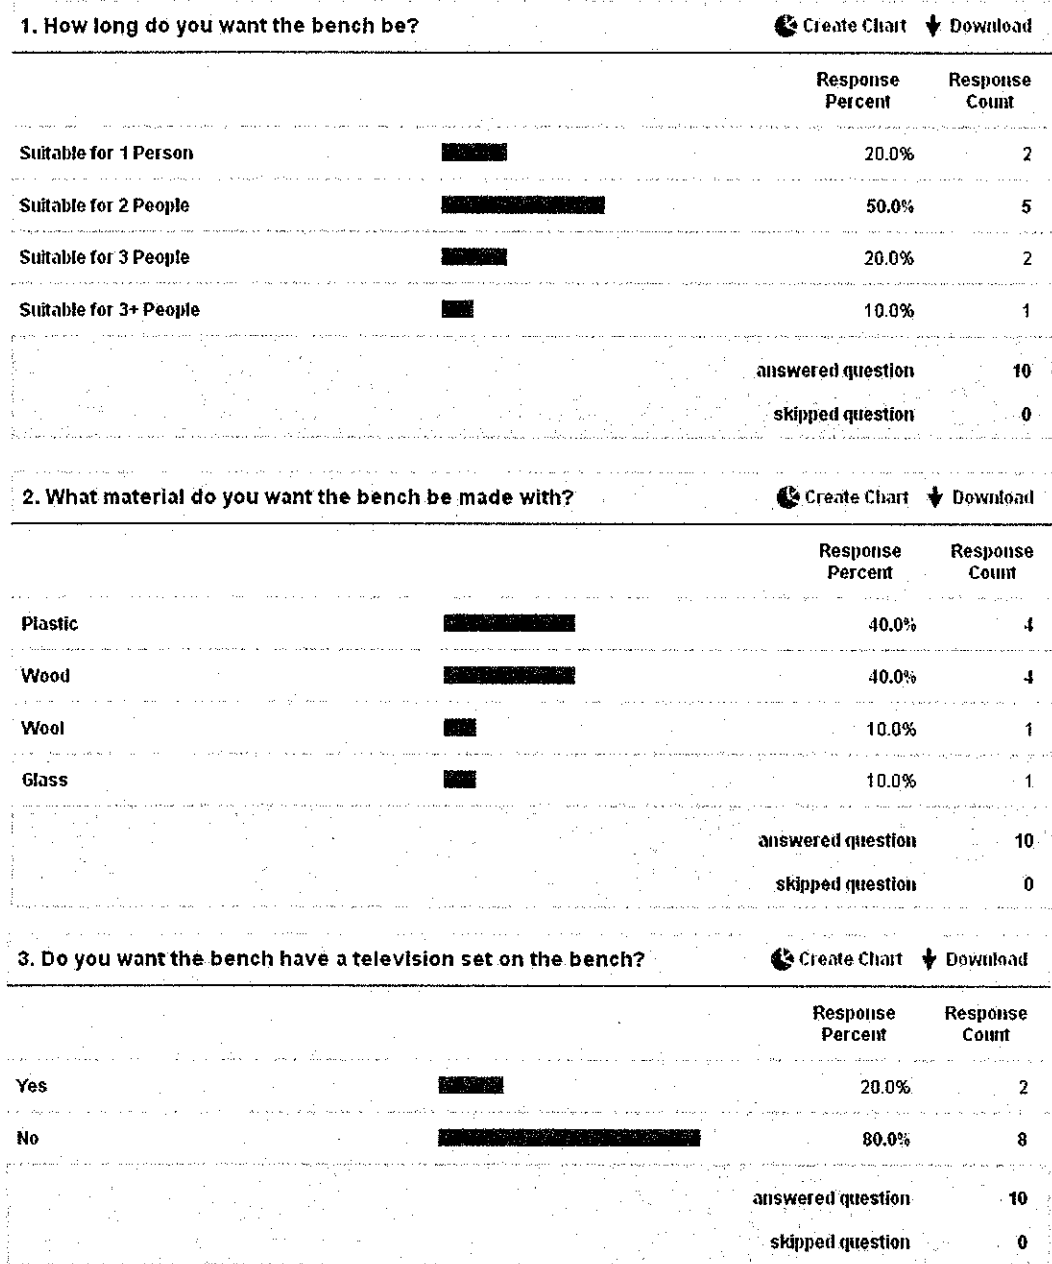 1. How long do you want the bench be? Create Chart Download
Response Percent Response Count
Suitable for 1 Person 20.0% 2
Suitable for 2 People 50.0% 5
Suitable for 3 People 20.0% 2
Suitable for 3+ People 10.0% 1
answered question 10
skipped question 0
2. What material do you want the bench be made with? Create Chart Download
Response Percent Response Count
Plastic 40.0% 4
Wood 40.0% 4
Wool 10.0% 1
Glass 10.0% 1
answered question 10
skipped question 0
3. Do you want the bench have a television set on the bench? Create Chart Download
Response Percent Response Count
Yes 20.0% 2
No 80.0% 8
answered question 10
skipped question 0